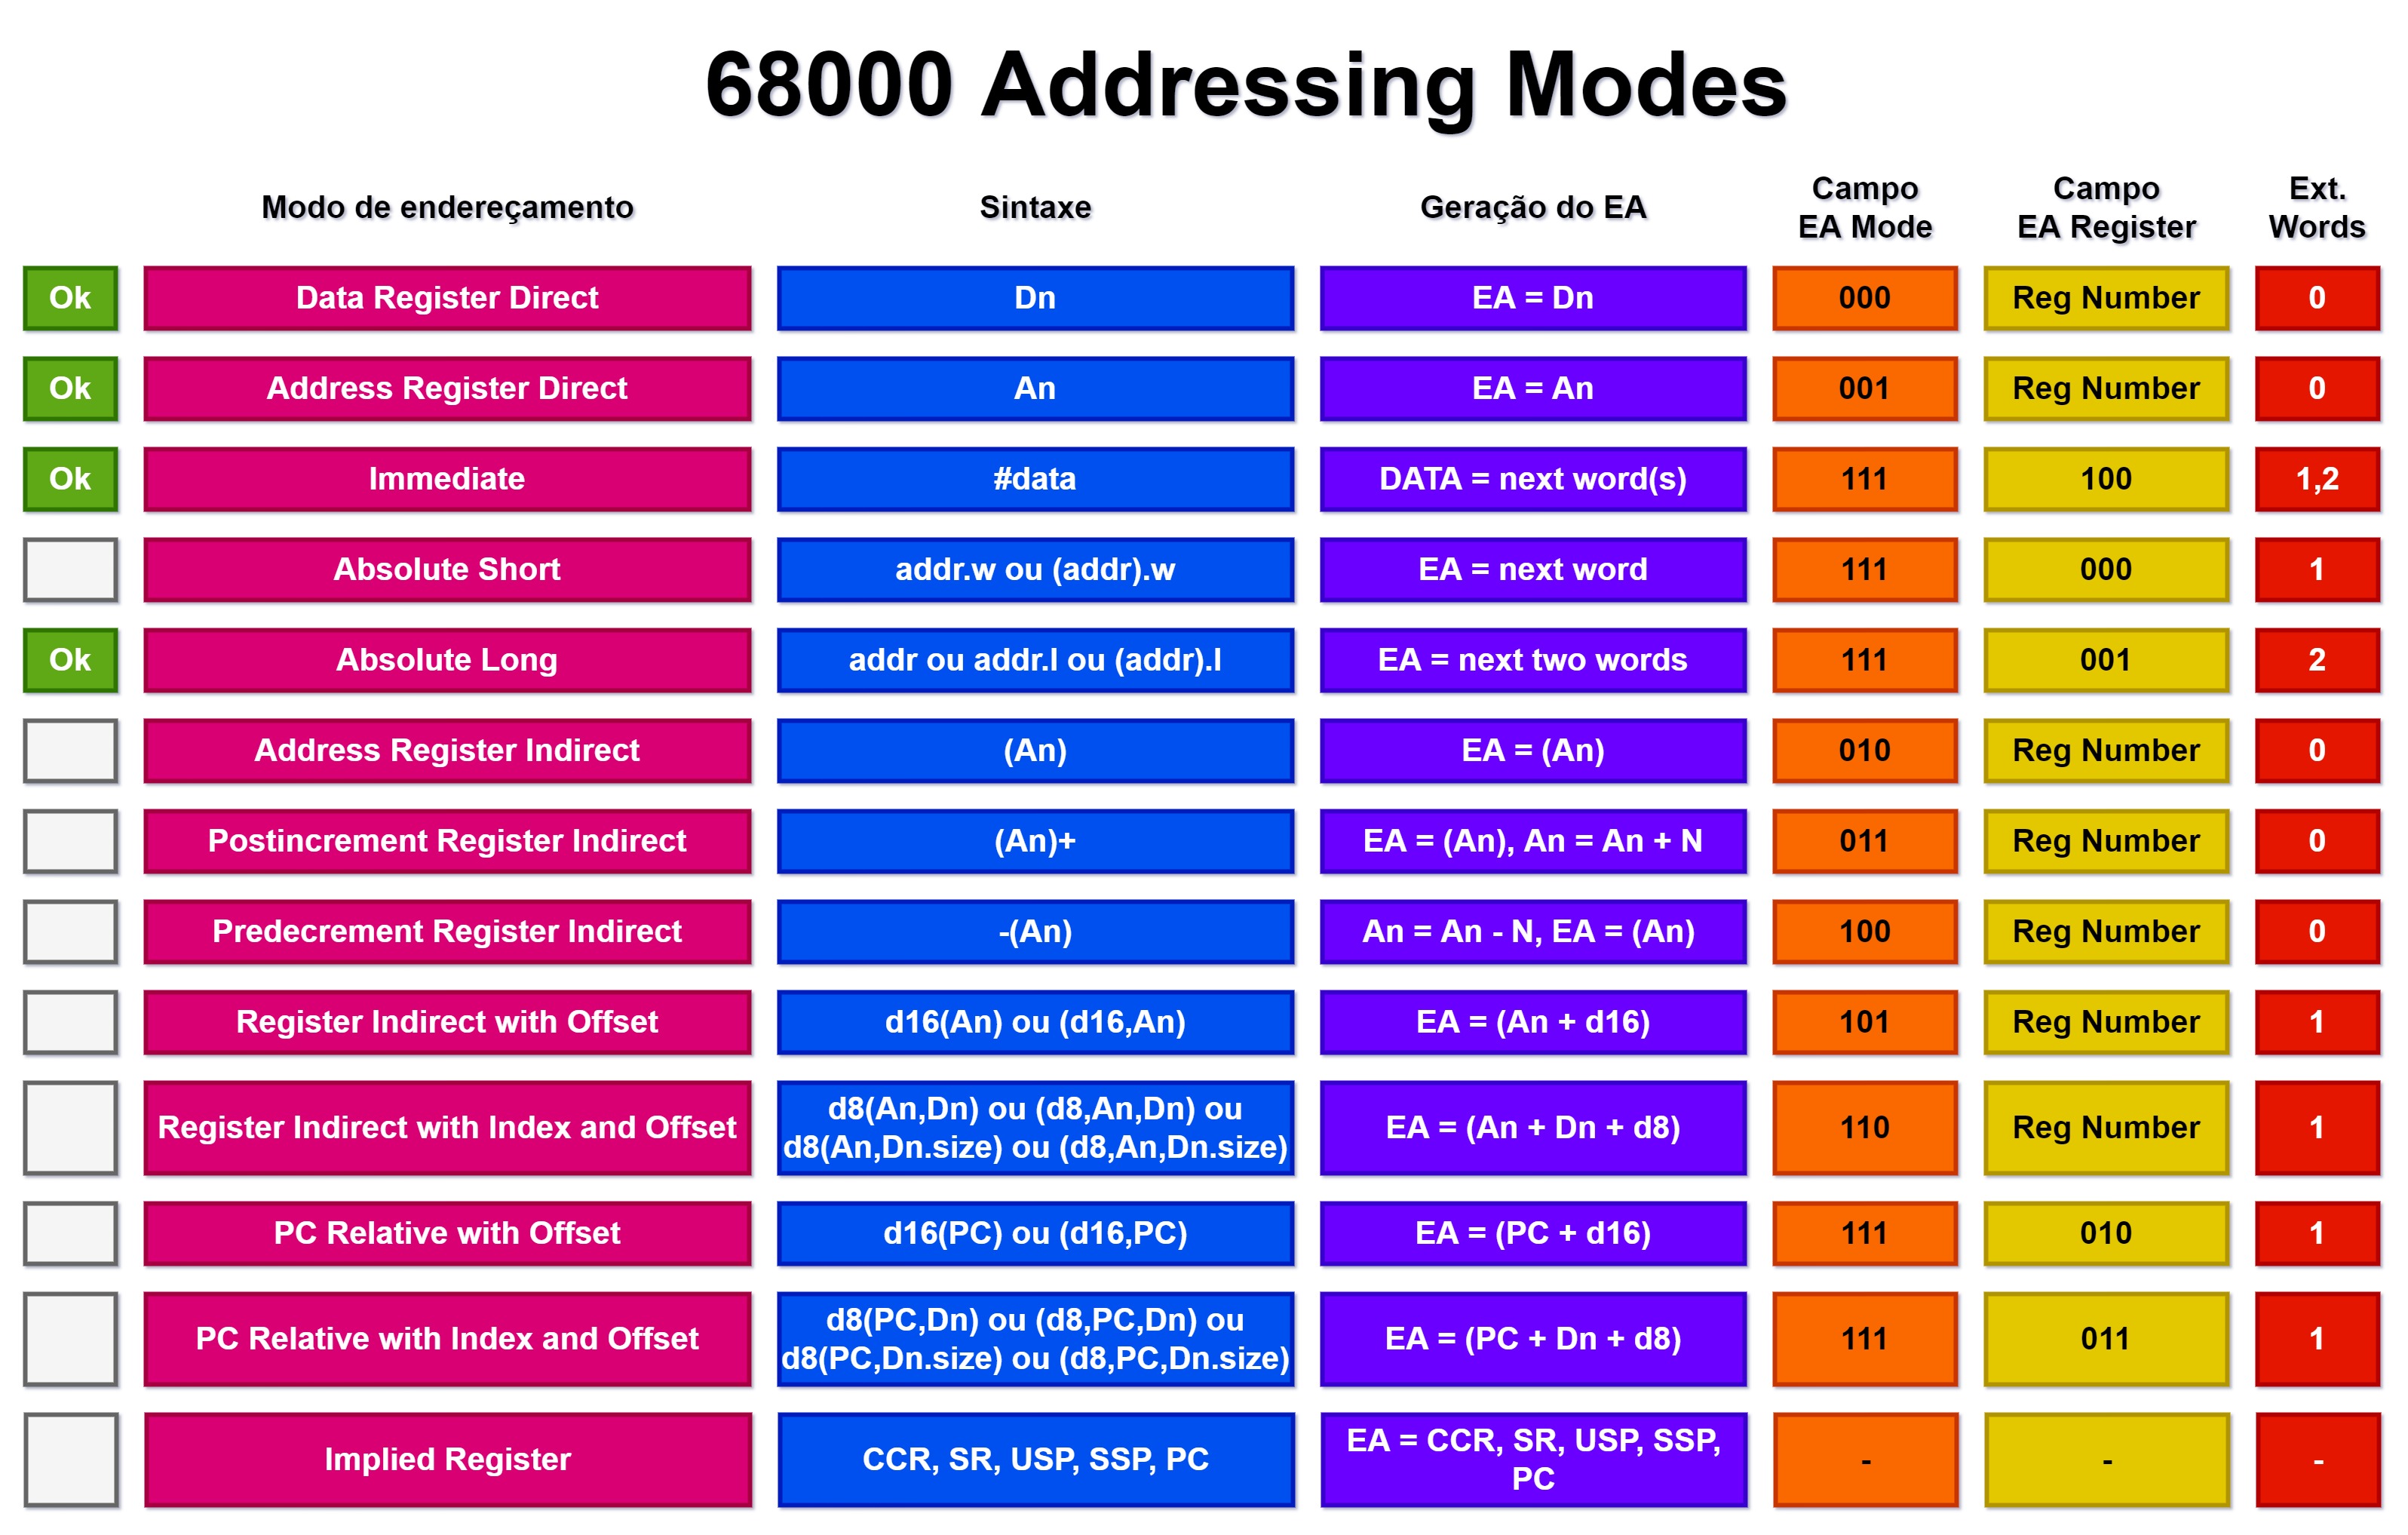 68000 Addressing Modes
Modo de endereçamento Sintaxe Geração do EA Campo EA Mode Campo EA Register Ext. Words
Ok Data Register Direct Dn EA = Dn 000 Reg Number 0
Ok Address Register Direct An EA = An 001 Reg Number 0
Ok Immediate #data DATA = next word(s) 111 100 1,2
Absolute Short addr.w ou (addr).w EA = next word 111 000 1
Ok Absolute Long addr ou addr.l ou (addr).l EA = next two words 111 001 2
Address Register Indirect (An) EA = (An) 010 Reg Number 0
Postincrement Register Indirect (An)+ EA = (An), An = An + N 011 Reg Number 0
Predecrement Register Indirect -(An) An = An - N, EA = (An) 100 Reg Number 0
Register Indirect with Offset d16(An) ou (d16,An) EA = (An + d16) 101 Reg Number 1
Register Indirect with Index and Offset d8(An,Dn) ou (d8,An,Dn) ou d8(An,Dn.size) ou (d8,An,Dn.size) EA = (An + Dn + d8) 110 Reg Number 1
PC Relative with Offset d16(PC) ou (d16,PC) EA = (PC + d16) 111 010 1
PC Relative with Index and Offset d8(PC,Dn) ou (d8,PC,Dn) ou d8(PC,Dn.size) ou (d8,PC,Dn.size) EA = (PC + Dn + d8) 111 011 1
Implied Register CCR, SR, USP, SSP, PC EA = CCR, SR, USP, SSP, PC - - -